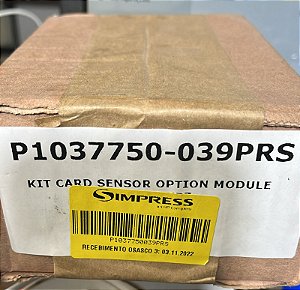 P1037750-039PRS
KIT CARD SENSOR OPTION MODULE
SIMPRESS
P1037750039PRS
RECEBIMENTO OSASCO 3: 03.11.2022